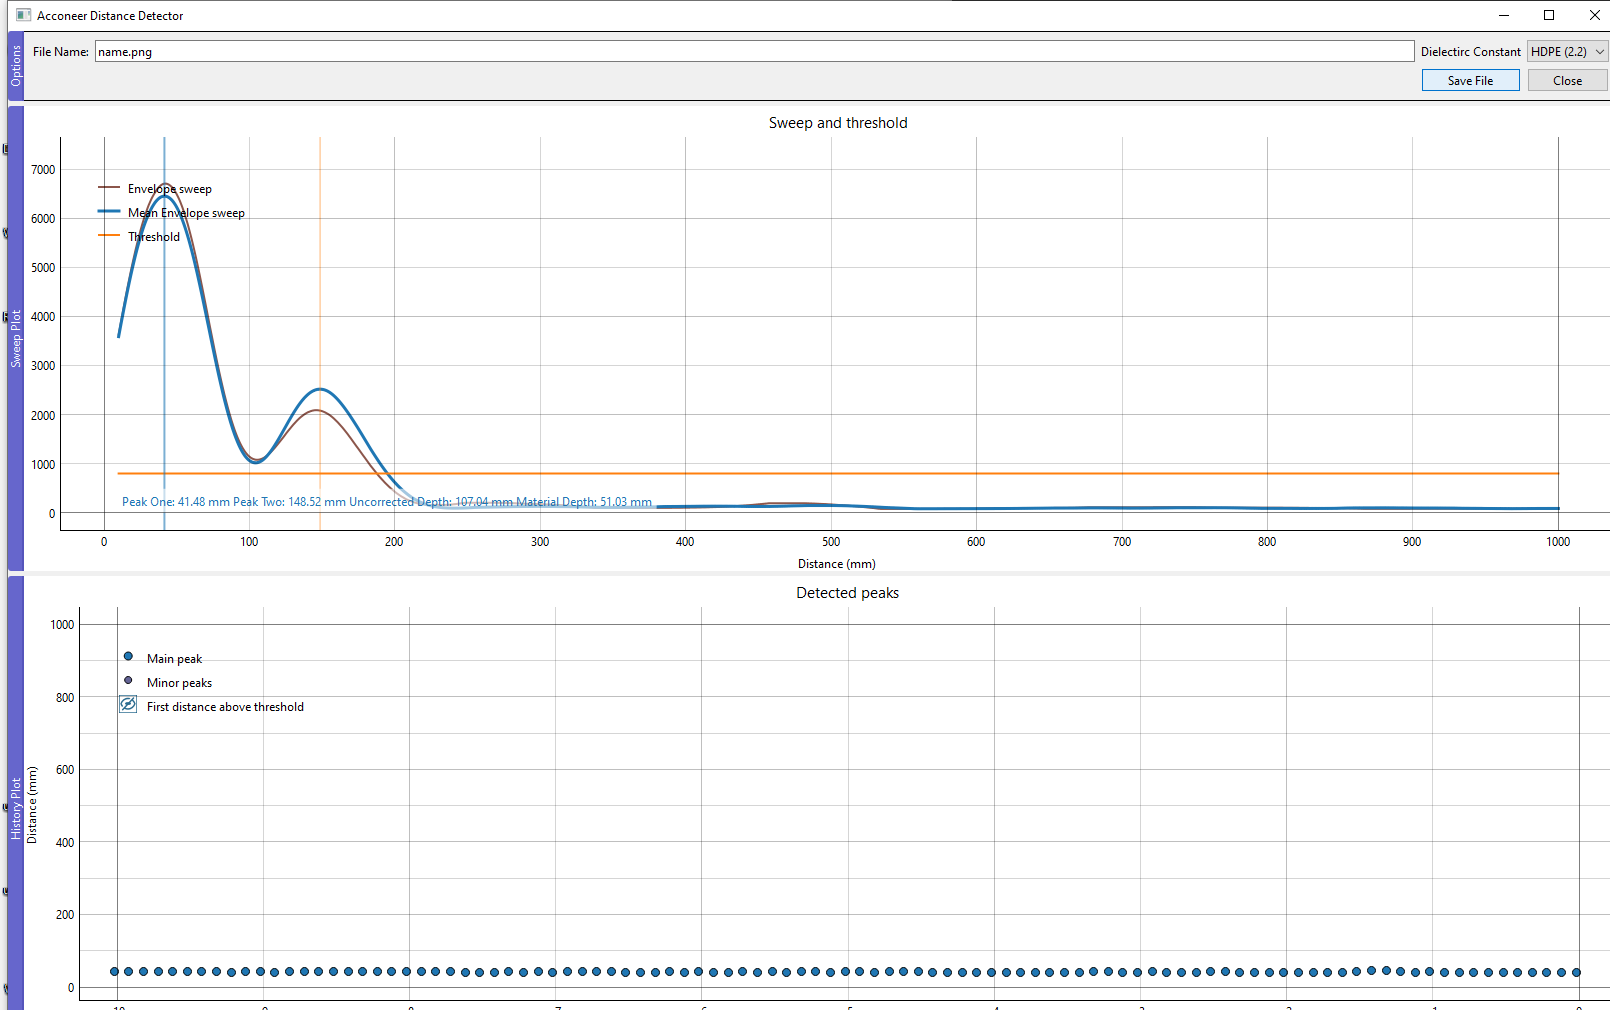 Acconeer Distance Detector
Options
File Name: name.png Dielectirc Constant HDPE (2.2)
Save File Close
Sweep Plot
Sweep and threshold
7000
6000
5000
4000
3000
2000
1000
0
Envelope sweep
Mean Envelope sweep
Threshold
Peak One: 41.48 mm Peak Two: 148.52 mm Uncorrected Depth: 107.04 mm Material Depth: 51.03 mm
0 100 200 300 400 500 600 700 800 900 1000
Distance (mm)
History Plot
Detected peaks
Distance (mm)
1000
800
600
400
200
0
Main peak
Minor peaks
First distance above threshold